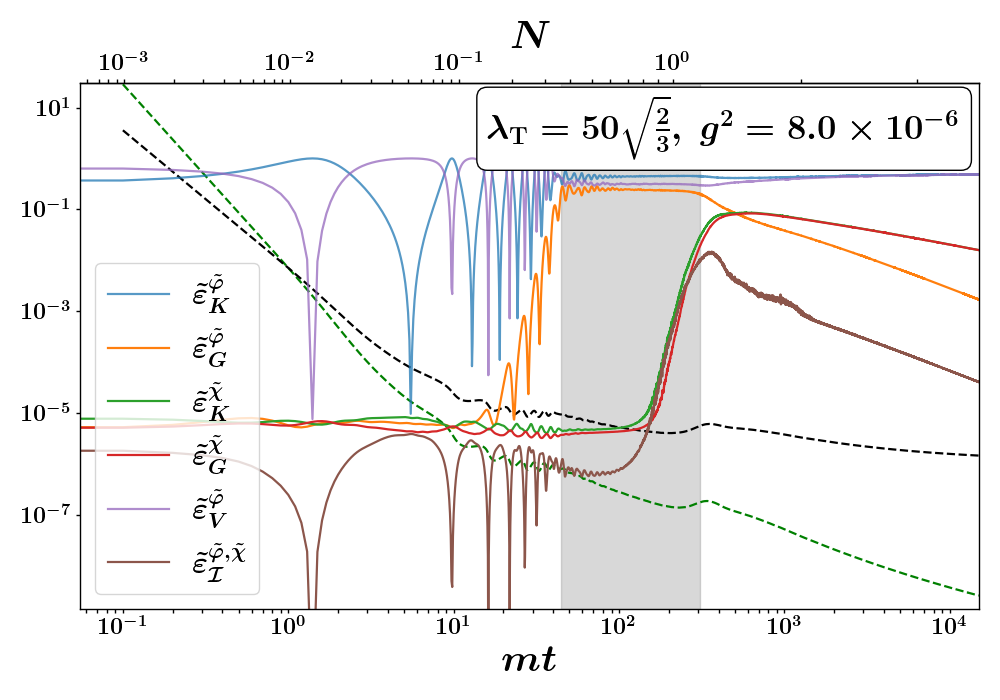 N
10⁻³ 10⁻² 10⁻¹ 10⁰
λ_T = 50√(2/3), g² = 8.0 × 10⁻⁶
10¹
10⁻¹
10⁻³
10⁻⁵
10⁻⁷
ε̃_K^φ̃
ε̃_G^φ̃
ε̃_K^χ̃
ε̃_G^χ̃
ε̃_V^φ̃
ε̃_ℐ^φ̃,χ̃
10⁻¹ 10⁰ 10¹ 10² 10³ 10⁴
mt